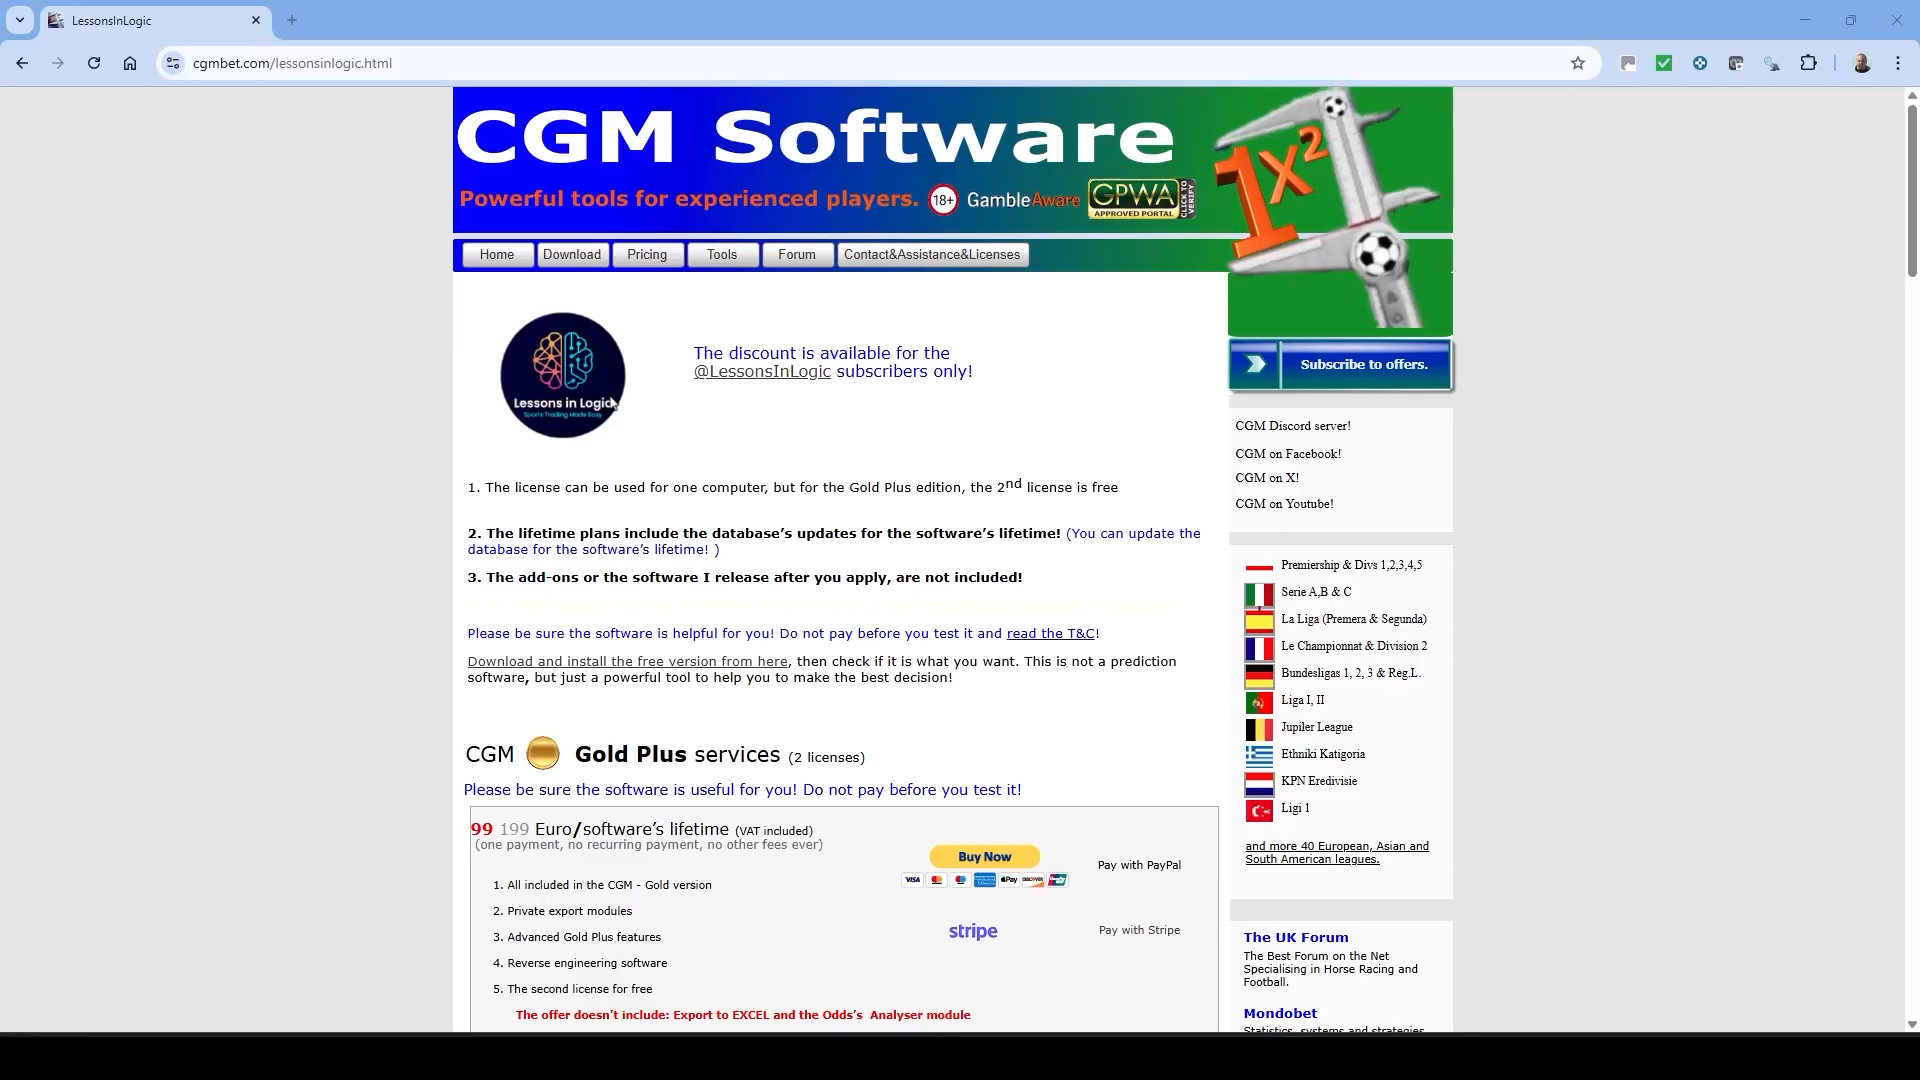 LessonsInLogic
cgmbet.com/lessonsinlogic.html
CGM Software
Powerful tools for experienced players.
18+
GambleAware
GPWA
APPROVED PORTAL
CLICK TO VERIFY
1x2
Home
Download
Pricing
Tools
Forum
Contact&Assistance&Licenses
Lessons in Logic
Sports Trading Made Easy
The discount is available for the
@LessonsInLogic subscribers only!
Subscribe to offers.
CGM Discord server!
CGM on Facebook!
CGM on X!
CGM on Youtube!
1. The license can be used for one computer, but for the Gold Plus edition, the 2nd license is free
2. The lifetime plans include the database’s updates for the software’s lifetime! (You can update the
database for the software’s lifetime! )
3. The add-ons or the software I release after you apply, are not included!
Please be sure the software is helpful for you! Do not pay before you test it and read the T&C!
Download and install the free version from here, then check if it is what you want. This is not a prediction
software, but just a powerful tool to help you to make the best decision!
Premiership & Divs 1,2,3,4,5
Serie A,B & C
La Liga (Premera & Segunda)
Le Championnat & Division 2
Bundesligas 1, 2, 3 & Reg.L.
Liga I, II
Jupiler League
Ethniki Katigoria
KPN Eredivisie
Ligi 1
and more 40 European, Asian and
South American leagues.
CGM Gold Plus services (2 licenses)
Please be sure the software is useful for you! Do not pay before you test it!
99 199 Euro/software’s lifetime (VAT included)
(one payment, no recurring payment, no other fees ever)
1. All included in the CGM - Gold version
2. Private export modules
3. Advanced Gold Plus features
4. Reverse engineering software
5. The second license for free
The offer doesn’t include: Export to EXCEL and the Odds’s Analyser module
Buy Now
VISA
Pay
DISCOVER
Pay with PayPal
stripe
Pay with Stripe
The UK Forum
The Best Forum on the Net
Specialising in Horse Racing and
Football.
Mondobet
Statistics, systems and strategies